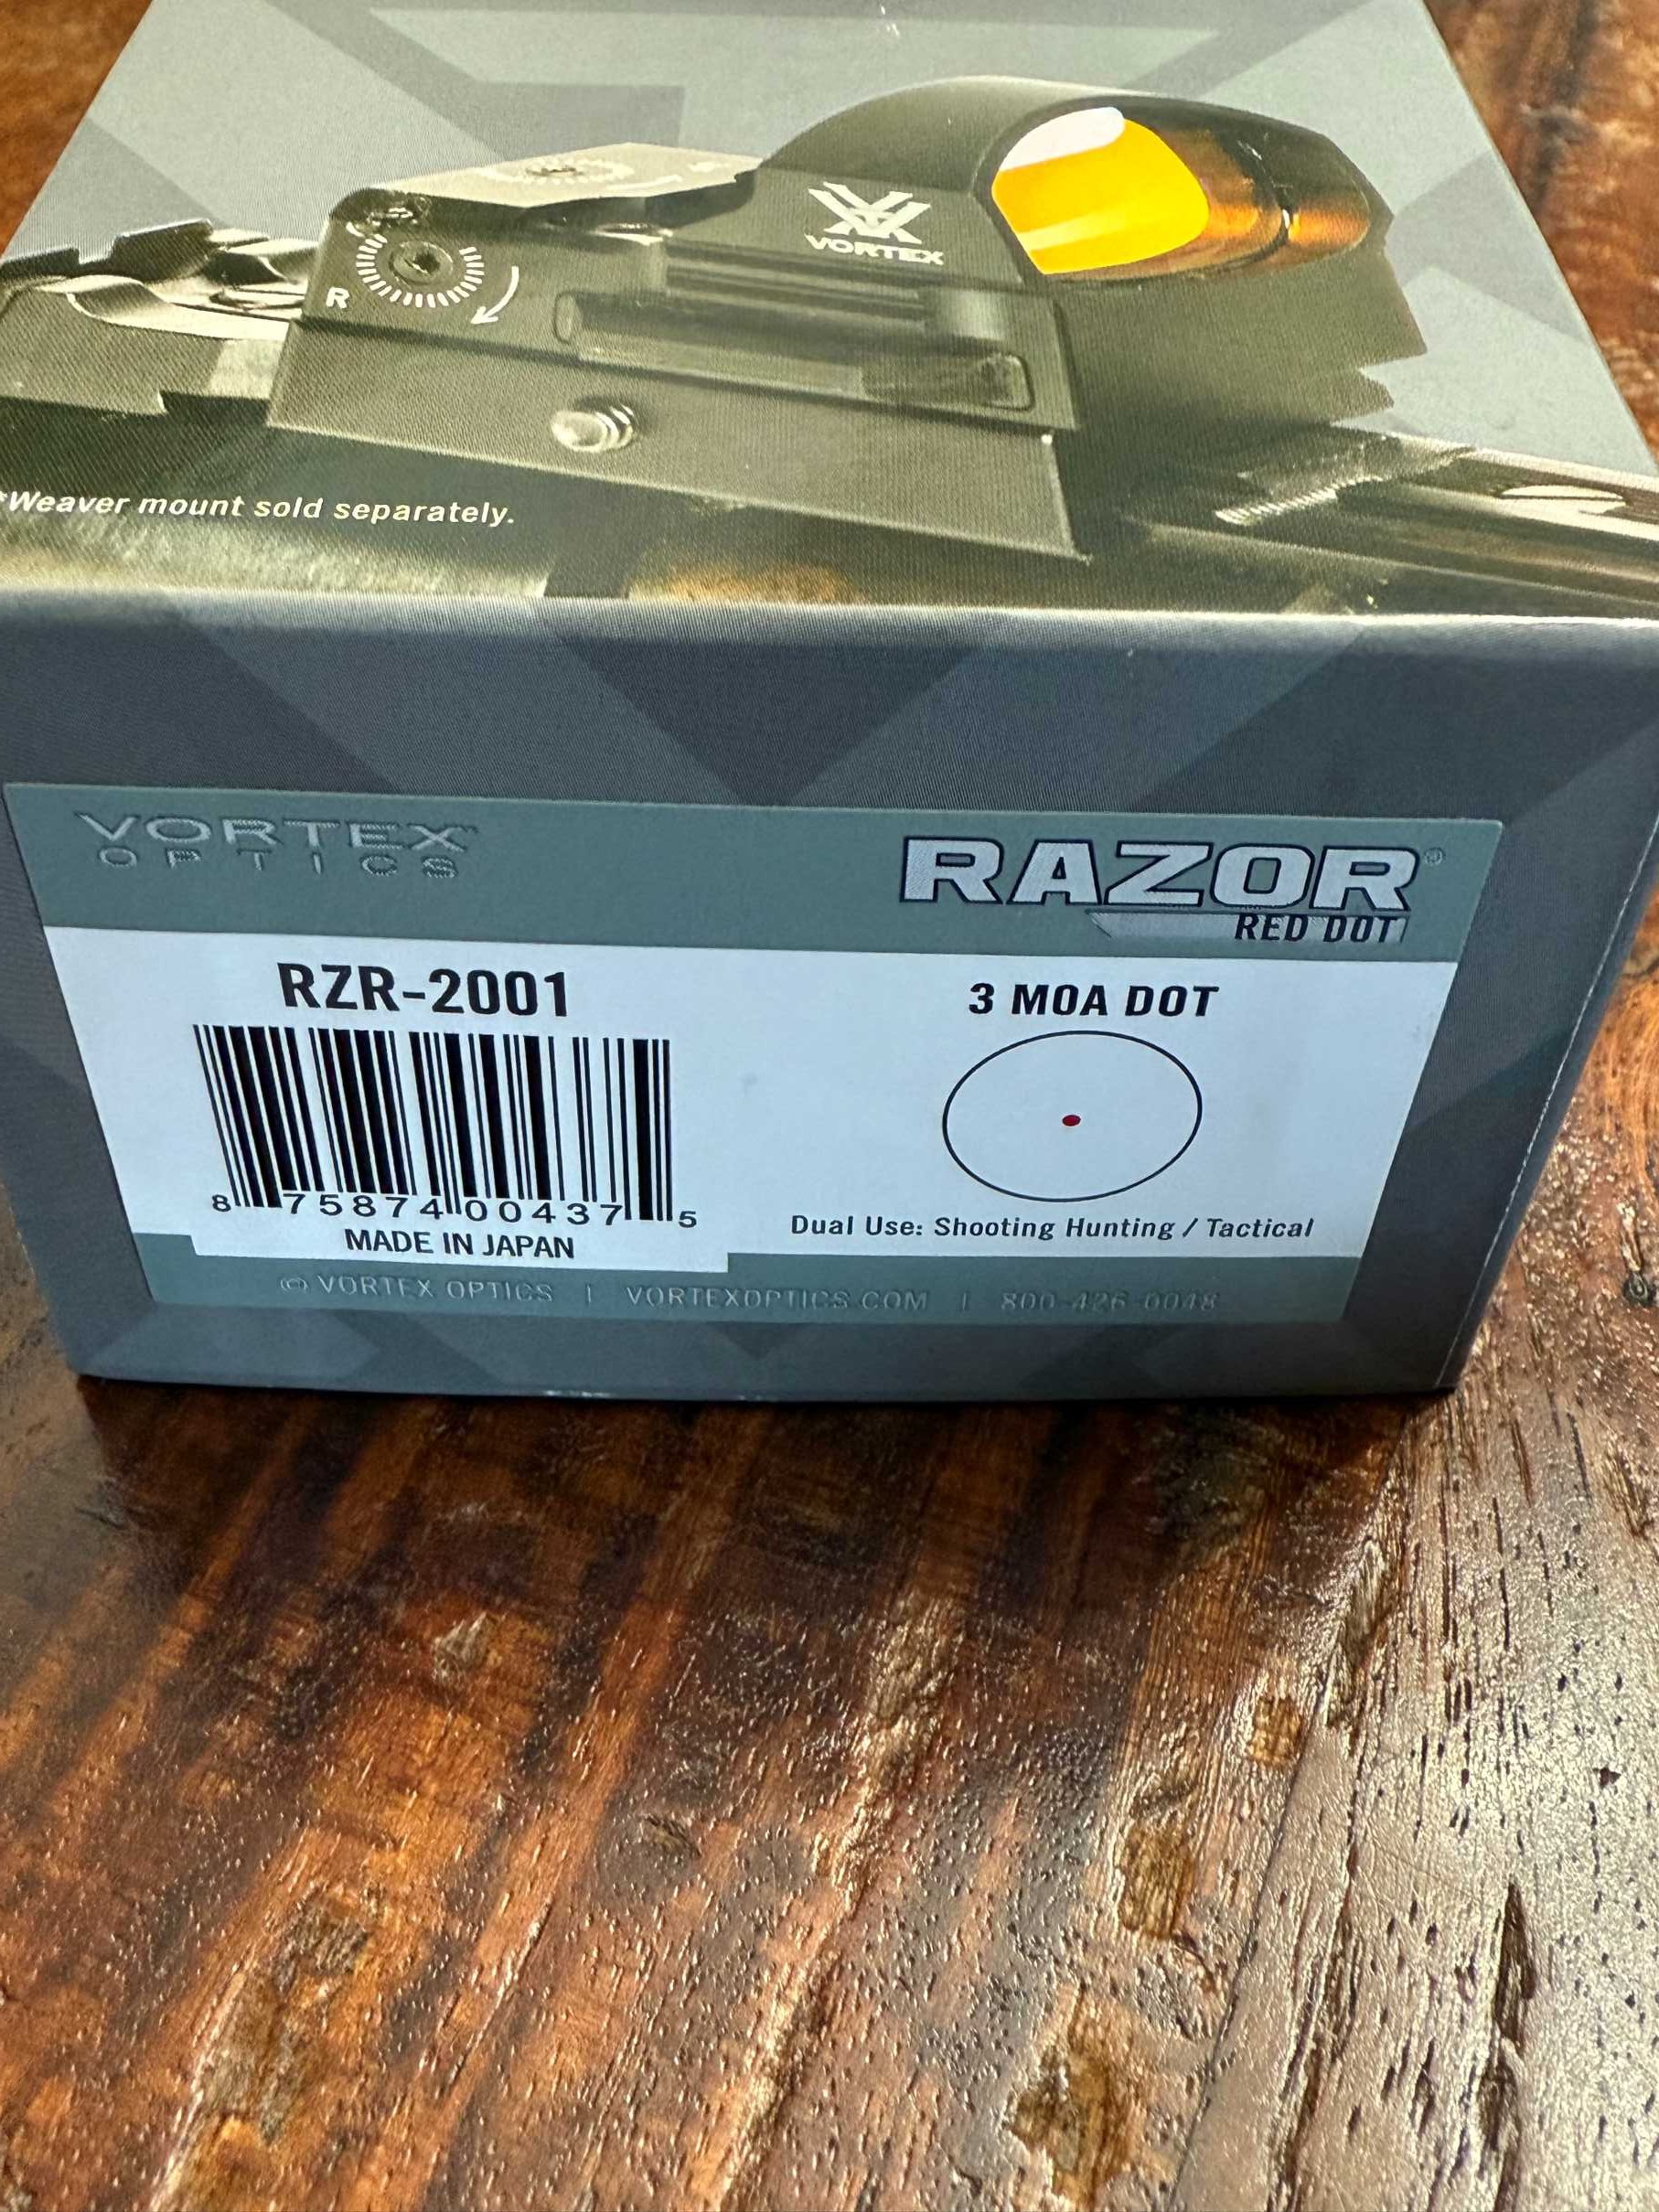 VORTEX
R
*Weaver mount sold separately.
VORTEX
OPTICS
RAZOR®
RED DOT
RZR-2001
3 MOA DOT
8 75874 00437 5
MADE IN JAPAN
Dual Use: Shooting Hunting / Tactical
© VORTEX OPTICS | VORTEXOPTICS.COM | 800-426-0048